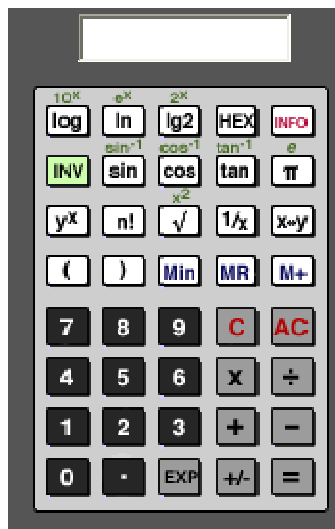 10ˣ eˣ 2ˣ
log ln lg2 HEX INFO
sin⁻¹ cos⁻¹ tan⁻¹ e
INV sin cos tan π
x²
yˣ n! √ 1/x x↔y
( ) Min MR M+
7 8 9 C AC
4 5 6 x ÷
1 2 3 + −
0 · EXP +/- =